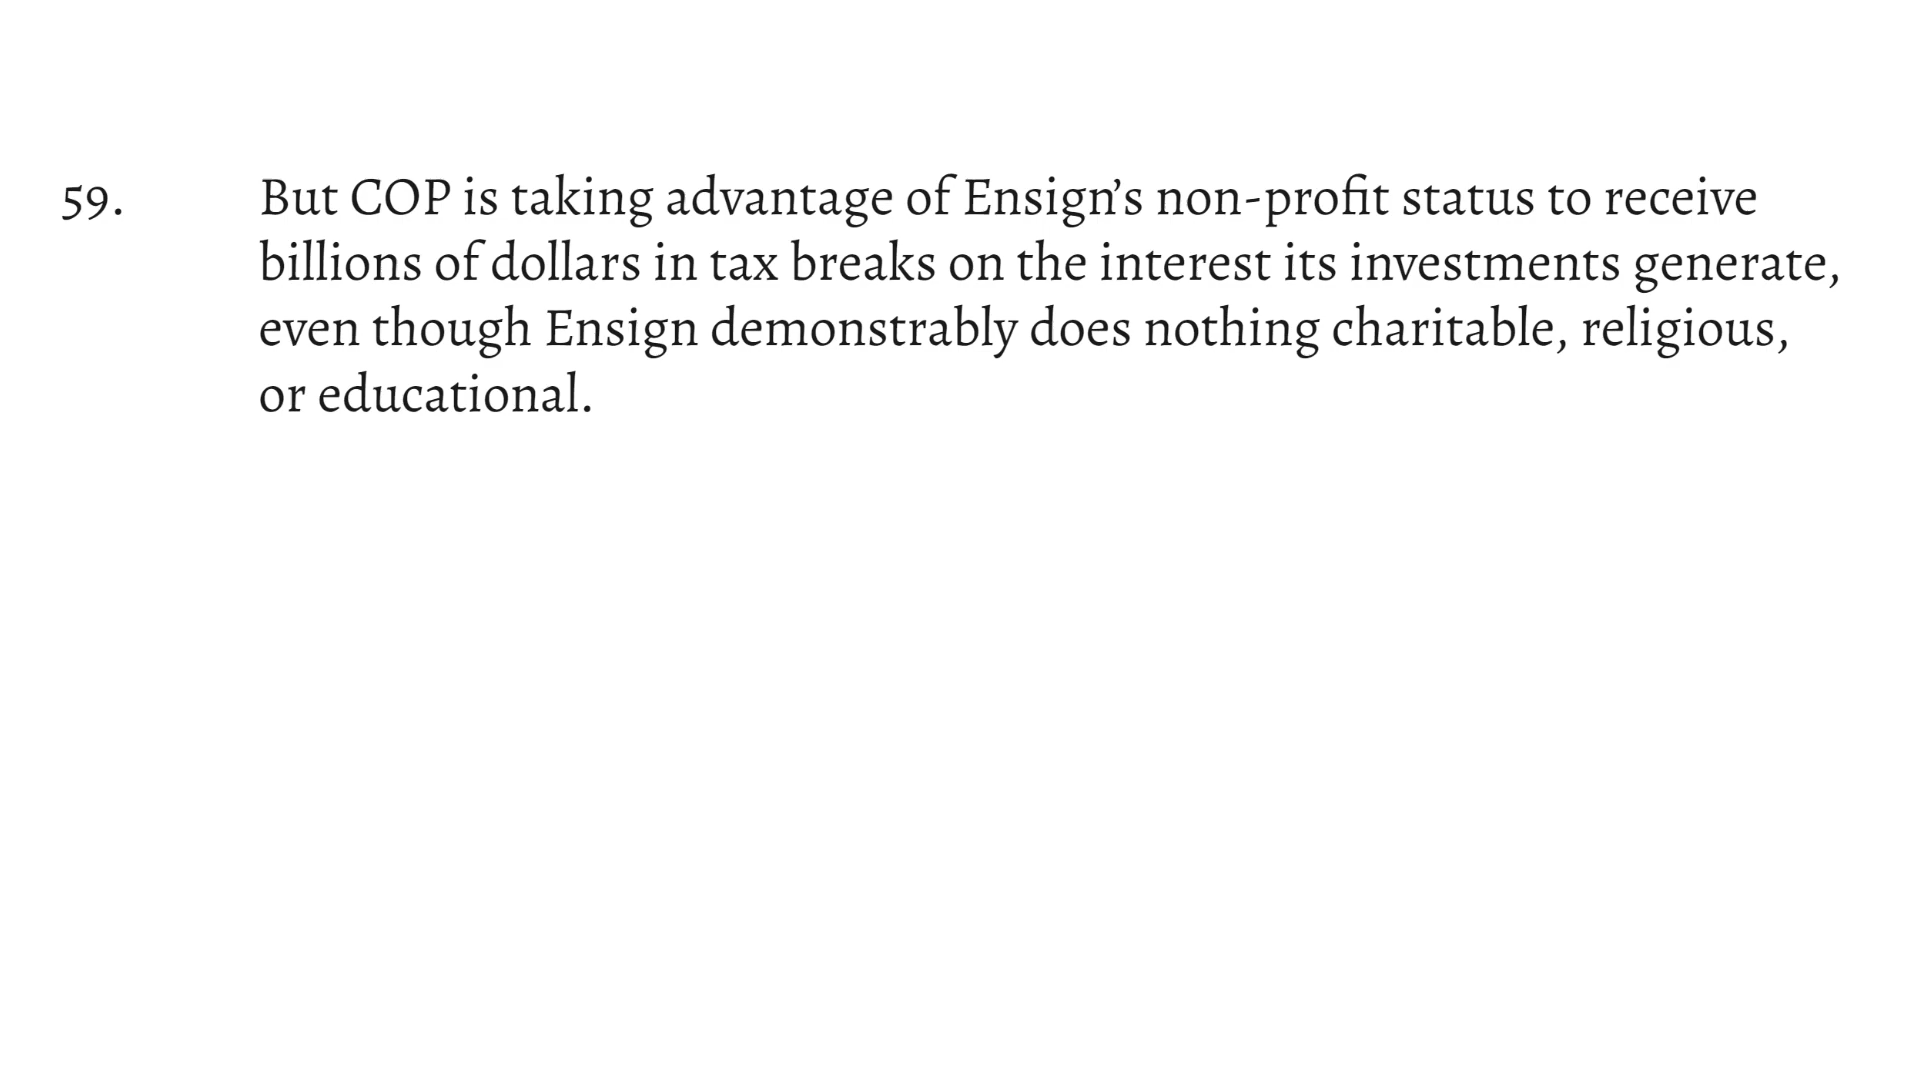 59. But COP is taking advantage of Ensign’s non-profit status to receive
billions of dollars in tax breaks on the interest its investments generate,
even though Ensign demonstrably does nothing charitable, religious,
or educational.